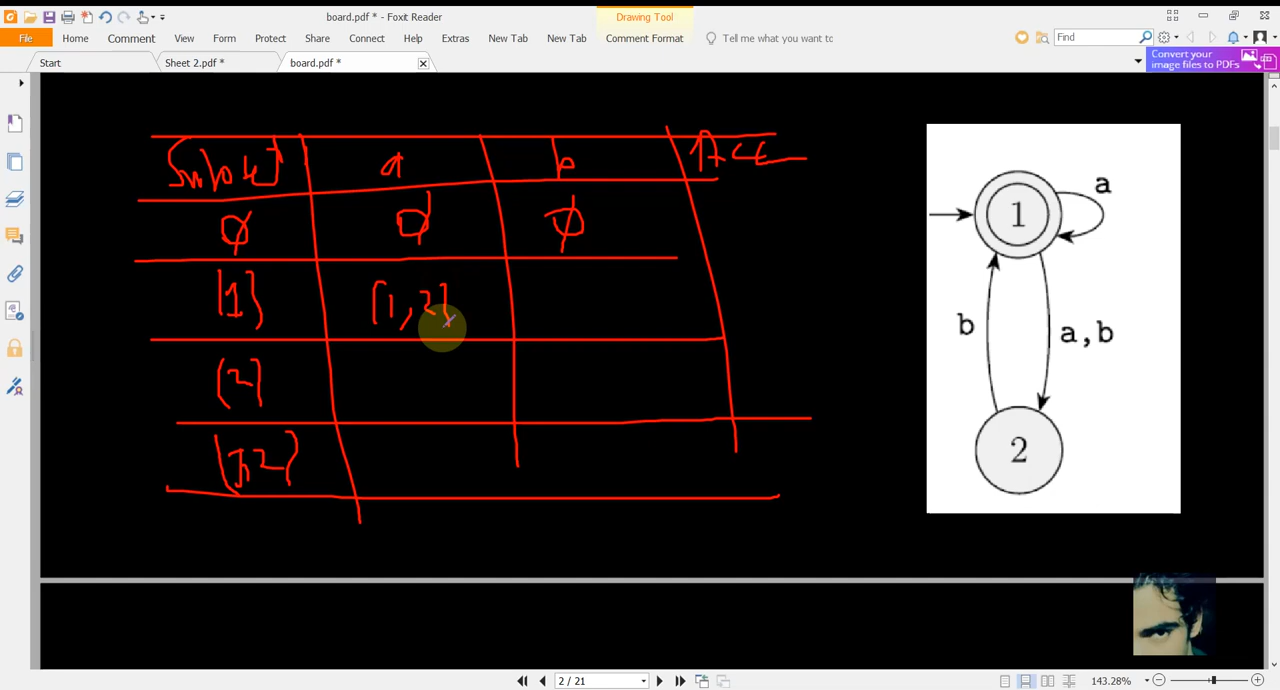 board.pdf * - Foxit Reader
Drawing Tool
File Home Comment View Form Protect Share Connect Help Extras New Tab New Tab Comment Format Tell me what you want to Find
Start Sheet 2.pdf * board.pdf *
Convert your
image files to PDFs
Subset a b Acc
∅ ∅ ∅
{1} {1,2}
{2}
{1,2}
1 a
b a,b
2
2 / 21 143.28%